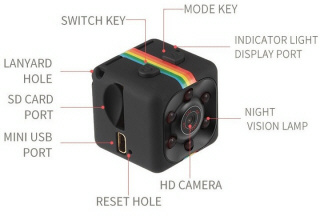 MODE KEY
SWITCH KEY
INDICATOR LIGHT
DISPLAY PORT
LANYARD
HOLE
SD CARD
PORT
NIGHT
VISION LAMP
MINI USB
PORT
HD CAMERA
RESET HOLE